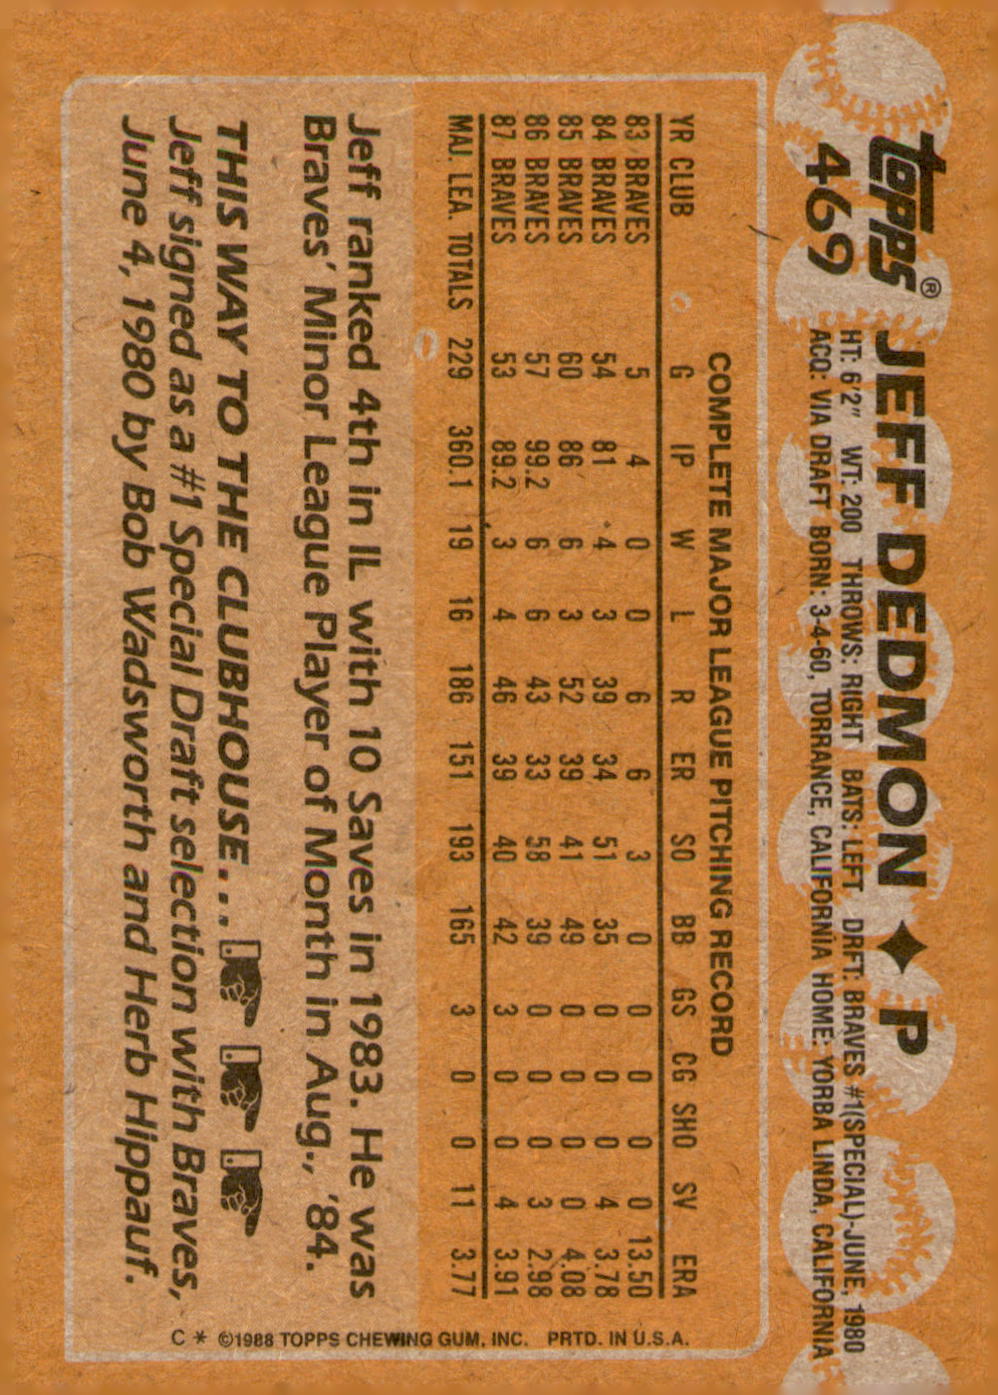 topps® JEFF DEDMON ✦ P
469 HT: 6'2" WT: 200 THROWS: RIGHT BATS: LEFT DRFT: BRAVES #1(SPECIAL)-JUNE, 1980
ACQ: VIA DRAFT BORN: 3-4-60, TORRANCE, CALIFORNIA HOME: YORBA LINDA, CALIFORNIA
COMPLETE MAJOR LEAGUE PITCHING RECORD
YR CLUB G IP W L R ER SO BB GS CG SHO SV ERA
83 BRAVES 5 4 0 0 6 6 3 0 0 0 0 0 13.50
84 BRAVES 54 81 4 3 39 34 51 35 0 0 0 4 3.78
85 BRAVES 60 86 6 3 52 39 41 49 0 0 0 0 4.08
86 BRAVES 57 99.2 6 6 43 33 58 39 0 0 0 3 2.98
87 BRAVES 53 89.2 3 4 46 39 40 42 3 0 0 4 3.91
MAJ. LEA. TOTALS 229 360.1 19 16 186 151 193 165 3 0 0 11 3.77
Jeff ranked 4th in IL with 10 Saves in 1983. He was
Braves' Minor League Player of Month in Aug., '84.
THIS WAY TO THE CLUBHOUSE...
Jeff signed as a #1 Special Draft selection with Braves,
June 4, 1980 by Bob Wadsworth and Herb Hippauf.
C * ©1988 TOPPS CHEWING GUM, INC. PRTD. IN U.S.A.